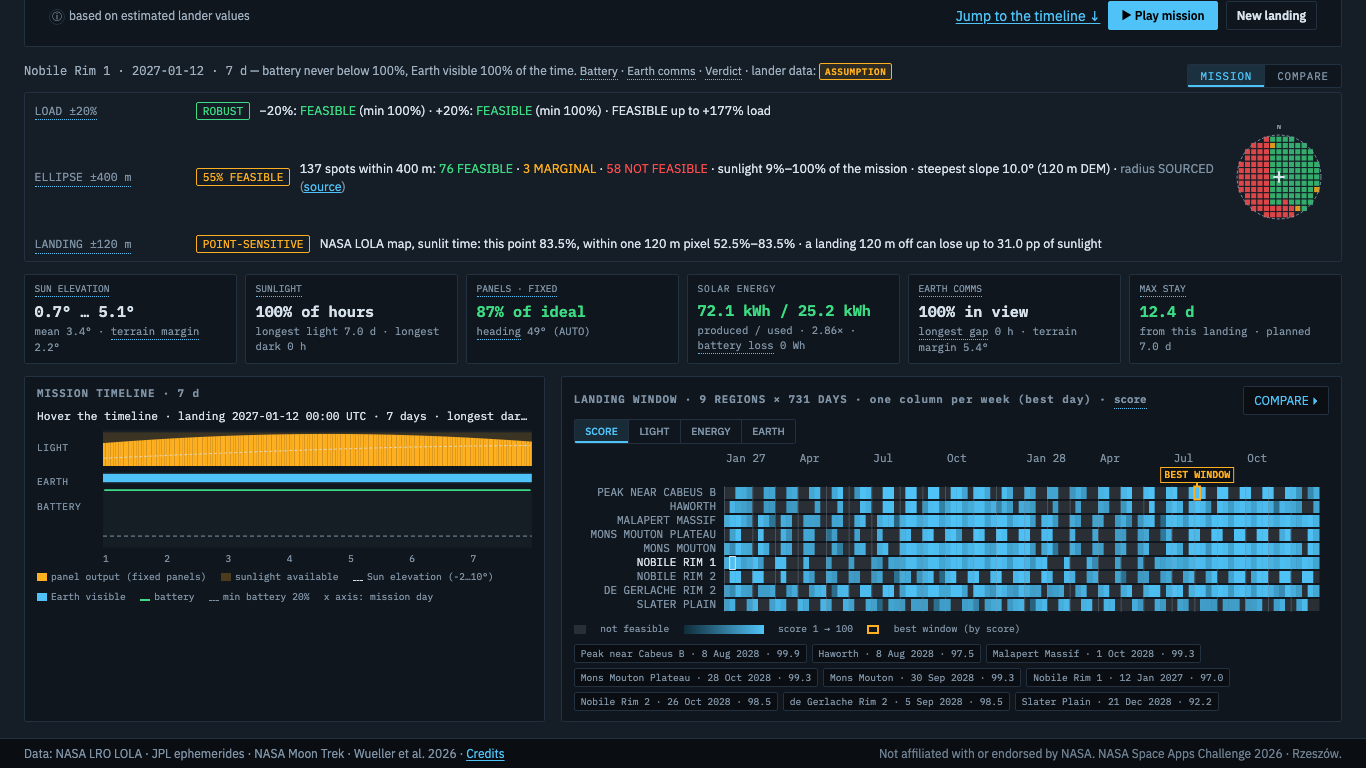 ⓘ based on estimated lander values
Jump to the timeline ↓ ▶ Play mission New landing
Nobile Rim 1 · 2027-01-12 · 7 d — battery never below 100%, Earth visible 100% of the time. Battery · Earth comms · Verdict · lander data: ASSUMPTION
MISSION COMPARE
LOAD ±20% ROBUST −20%: FEASIBLE (min 100%) · +20%: FEASIBLE (min 100%) · FEASIBLE up to +177% load
N
ELLIPSE ±400 m 55% FEASIBLE 137 spots within 400 m: 76 FEASIBLE · 3 MARGINAL · 58 NOT FEASIBLE · sunlight 9%–100% of the mission · steepest slope 10.0° (120 m DEM) · radius SOURCED
(source)
LANDING ±120 m POINT-SENSITIVE NASA LOLA map, sunlit time: this point 83.5%, within one 120 m pixel 52.5%–83.5% · a landing 120 m off can lose up to 31.0 pp of sunlight
SUN ELEVATION
0.7° … 5.1°
mean 3.4° · terrain margin
2.2°
SUNLIGHT
100% of hours
longest light 7.0 d · longest
dark 0 h
PANELS · FIXED
87% of ideal
heading 49° (AUTO)
SOLAR ENERGY
72.1 kWh / 25.2 kWh
produced / used · 2.86× ·
battery loss 0 Wh
EARTH COMMS
100% in view
longest gap 0 h · terrain
margin 5.4°
MAX STAY
12.4 d
from this landing · planned
7.0 d
MISSION TIMELINE · 7 d
Hover the timeline · landing 2027-01-12 00:00 UTC · 7 days · longest dar…
LIGHT
EARTH
BATTERY
1 2 3 4 5 6 7
panel output (fixed panels) sunlight available Sun elevation (-2…10°)
Earth visible battery min battery 20% x axis: mission day
LANDING WINDOW · 9 REGIONS × 731 DAYS · one column per week (best day) · score
COMPARE ▸
SCORE LIGHT ENERGY EARTH
Jan 27 Apr Jul Oct Jan 28 Apr Jul Oct
BEST WINDOW
PEAK NEAR CABEUS B
HAWORTH
MALAPERT MASSIF
MONS MOUTON PLATEAU
MONS MOUTON
NOBILE RIM 1
NOBILE RIM 2
DE GERLACHE RIM 2
SLATER PLAIN
not feasible score 1 → 100 best window (by score)
Peak near Cabeus B · 8 Aug 2028 · 99.9 Haworth · 8 Aug 2028 · 97.5 Malapert Massif · 1 Oct 2028 · 99.3
Mons Mouton Plateau · 28 Oct 2028 · 99.3 Mons Mouton · 30 Sep 2028 · 99.3 Nobile Rim 1 · 12 Jan 2027 · 97.0
Nobile Rim 2 · 26 Oct 2028 · 98.5 de Gerlache Rim 2 · 5 Sep 2028 · 98.5 Slater Plain · 21 Dec 2028 · 92.2
Data: NASA LRO LOLA · JPL ephemerides · NASA Moon Trek · Wueller et al. 2026 · Credits
Not affiliated with or endorsed by NASA. NASA Space Apps Challenge 2026 · Rzeszów.